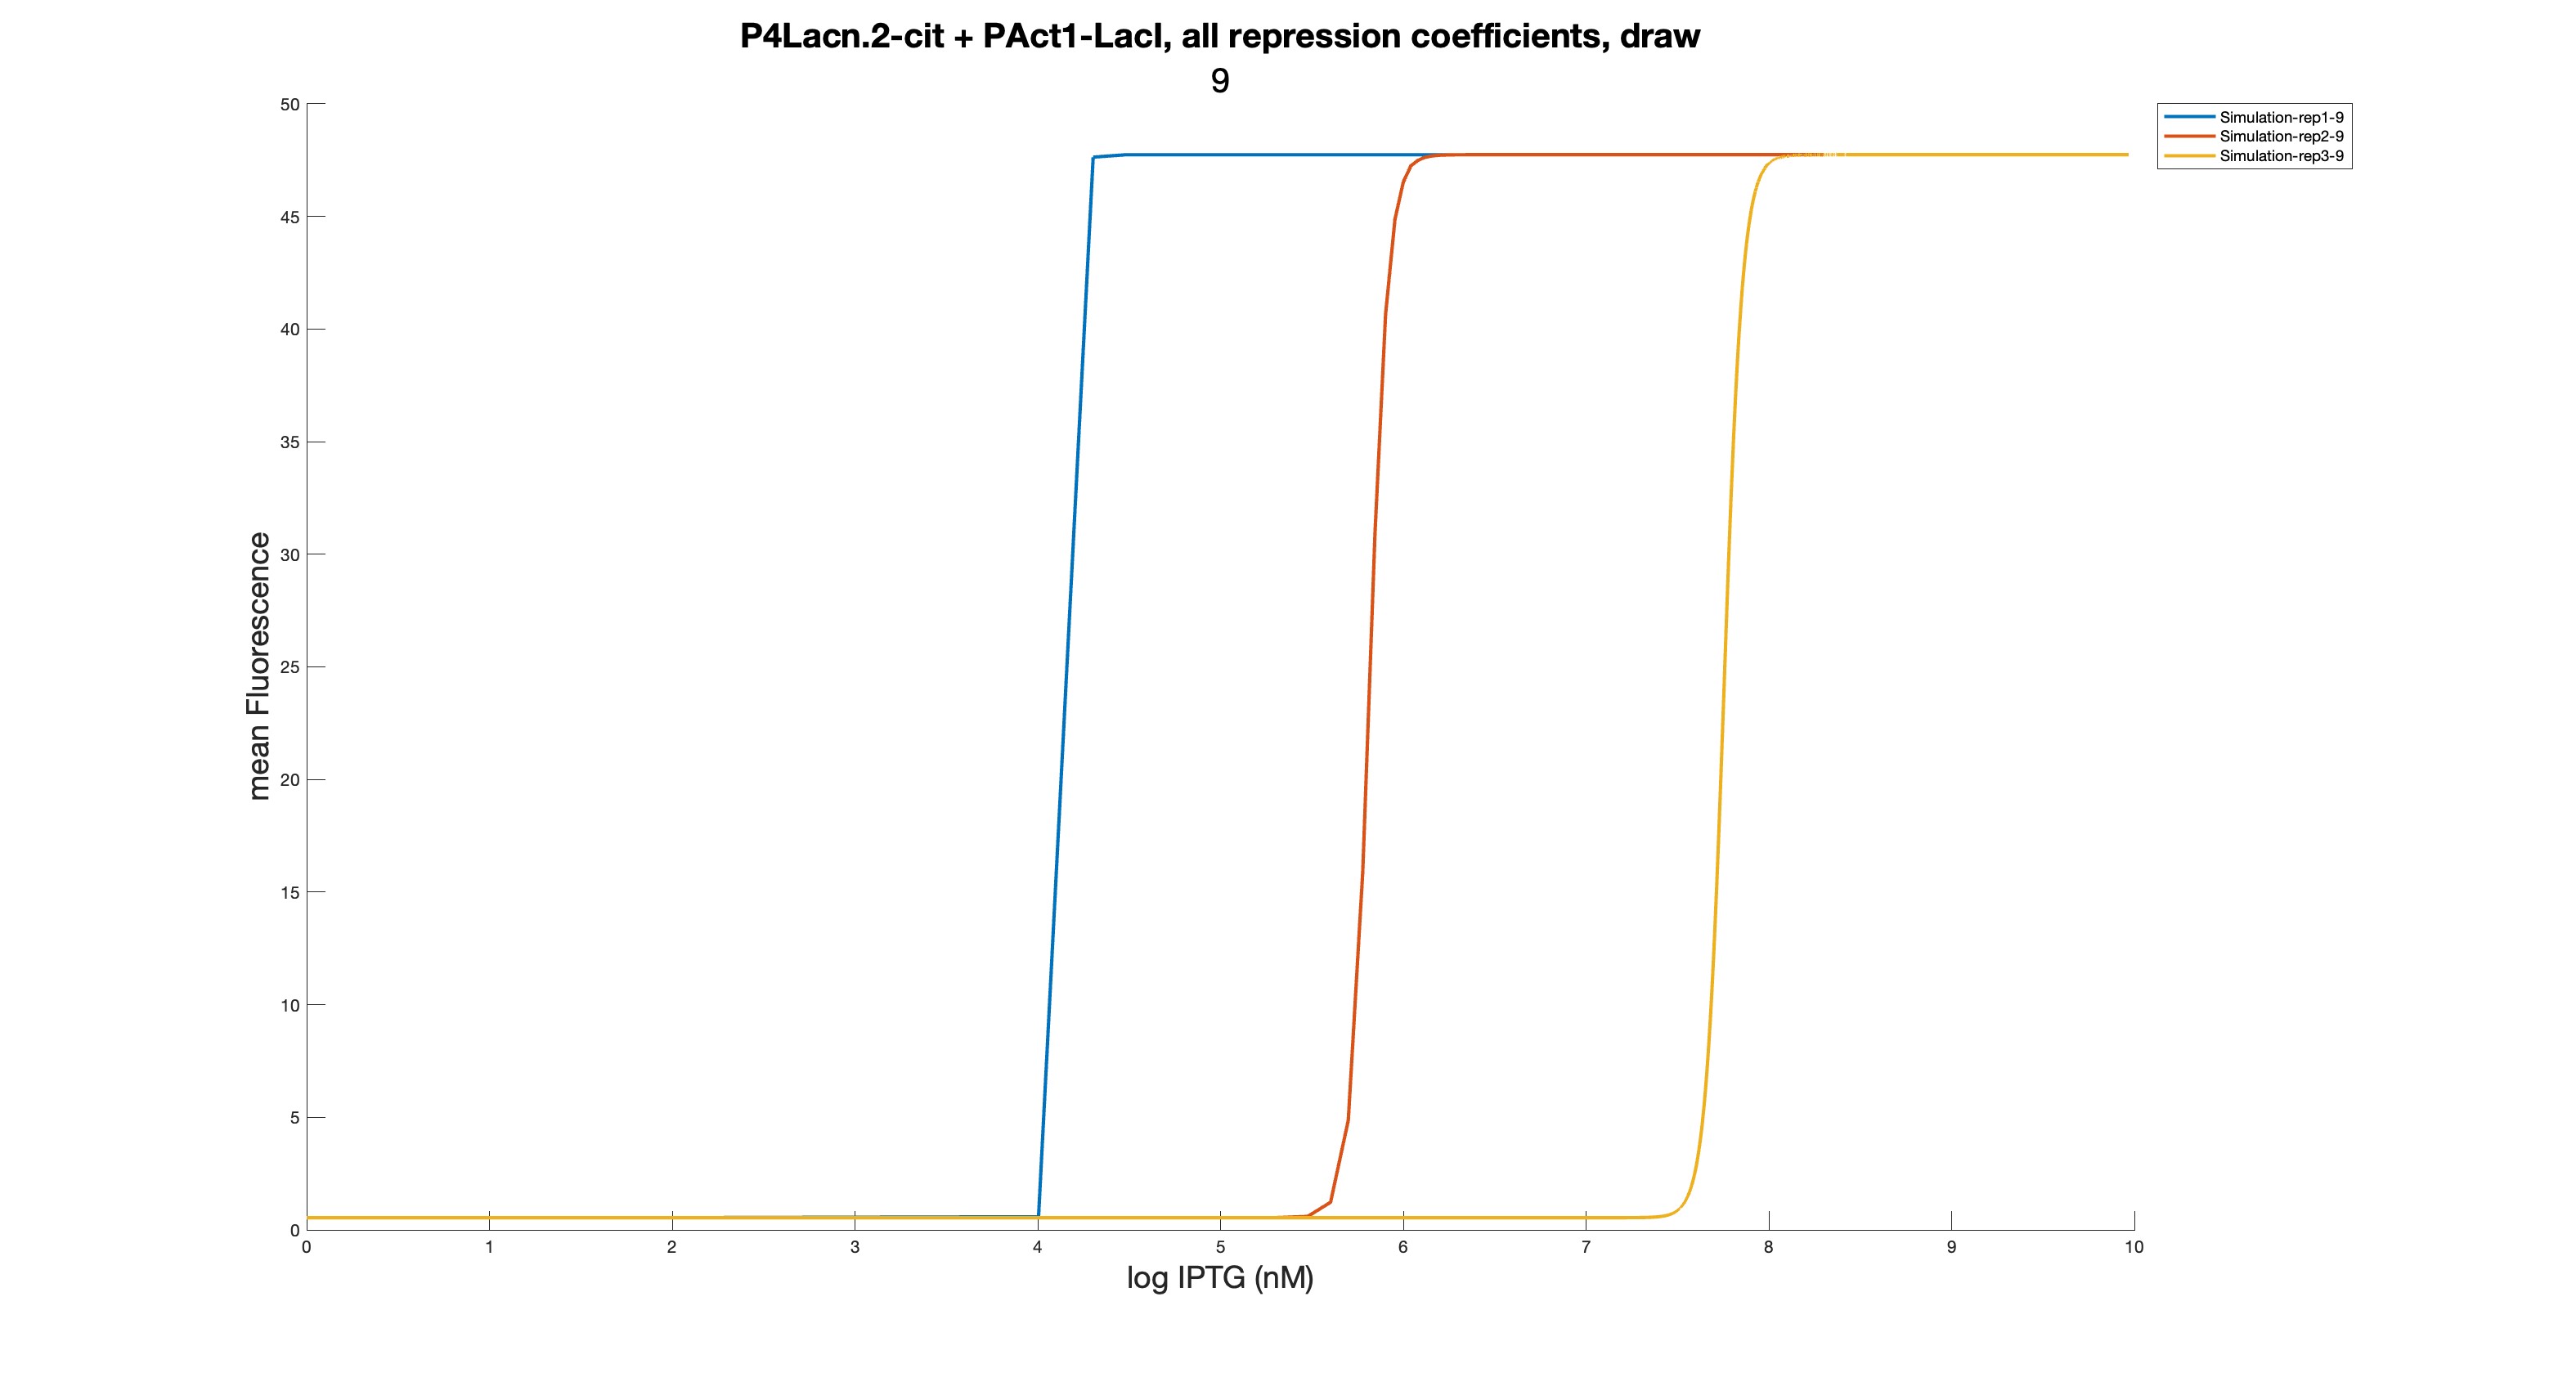 P4Lacn.2-cit + PAct1-LacI, all repression coefficients, draw
9
50
45
40
35
30
25
20
15
10
5
0
mean Fluorescence
0 1 2 3 4 5 6 7 8 9 10
log IPTG (nM)
Simulation-rep1-9
Simulation-rep2-9
Simulation-rep3-9